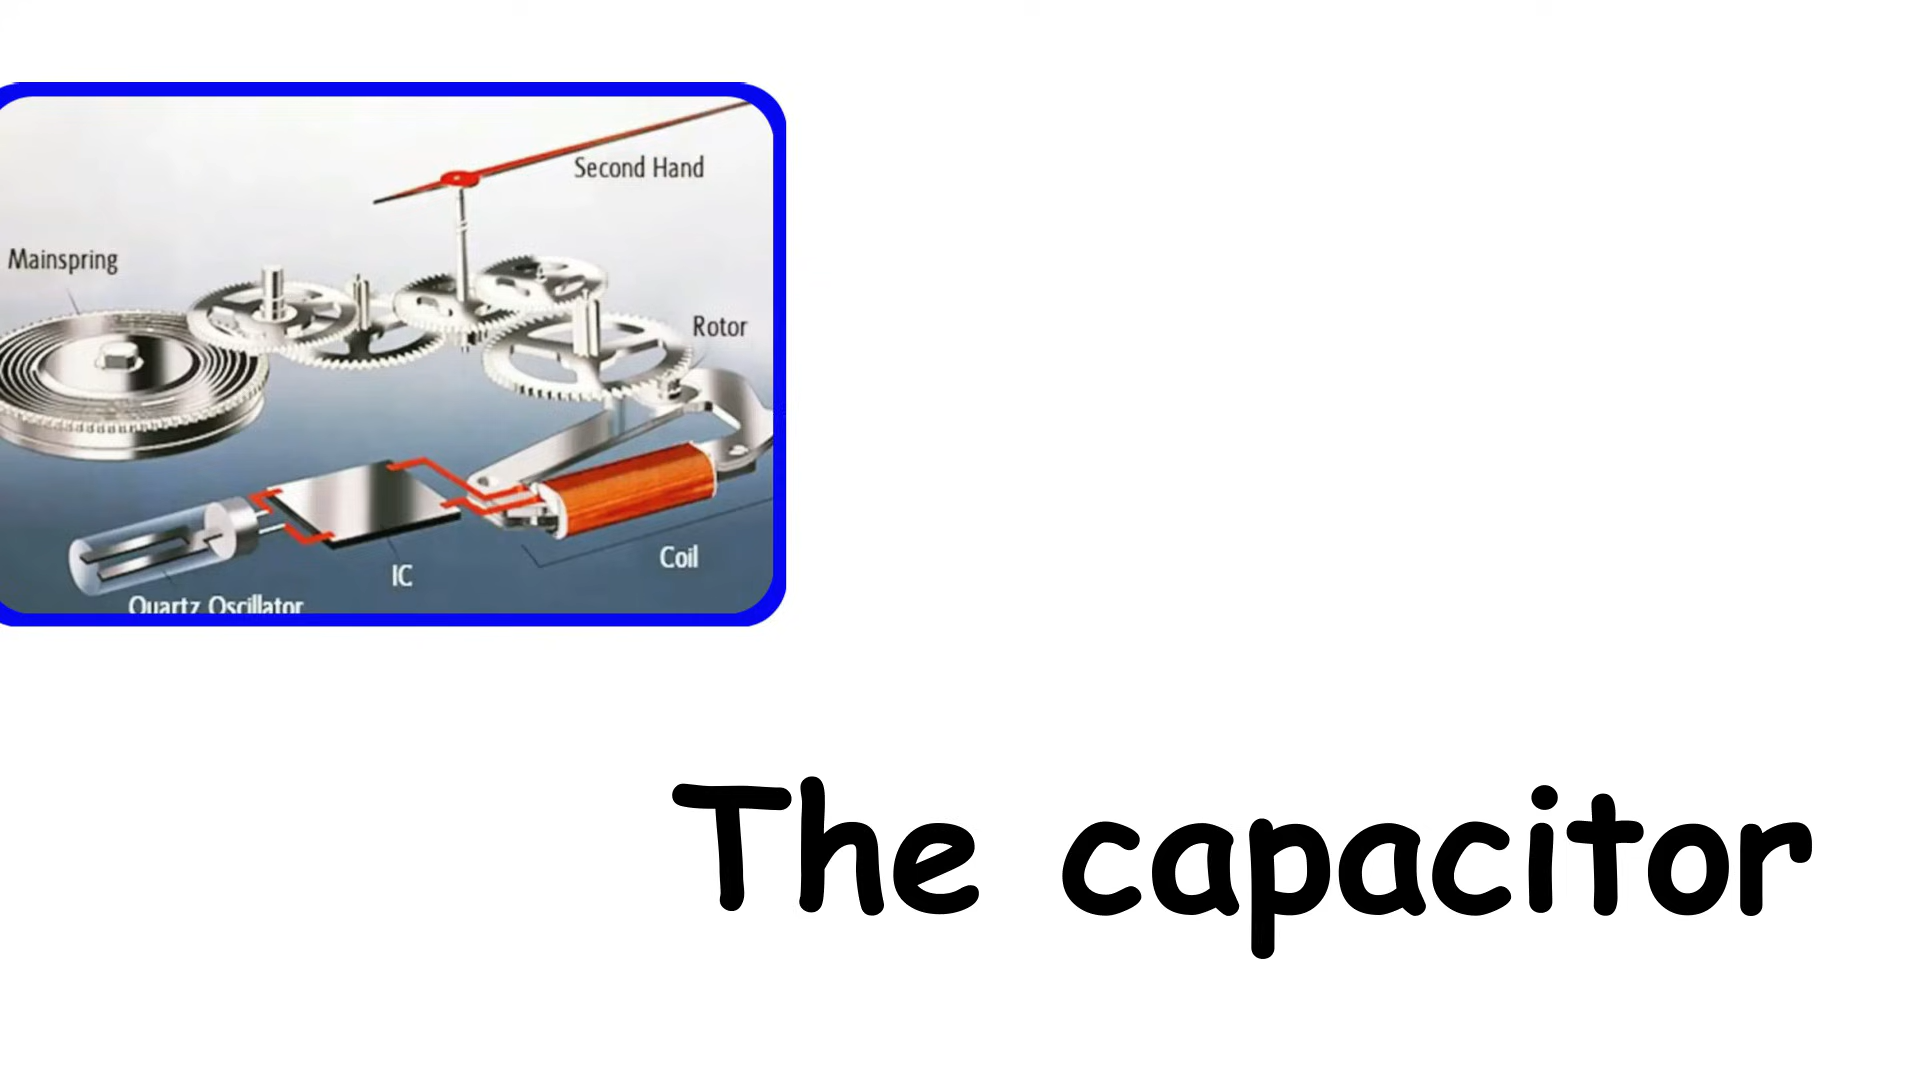 Second Hand
Mainspring
Rotor
Coil
IC
Quartz Oscillator
The capacitor